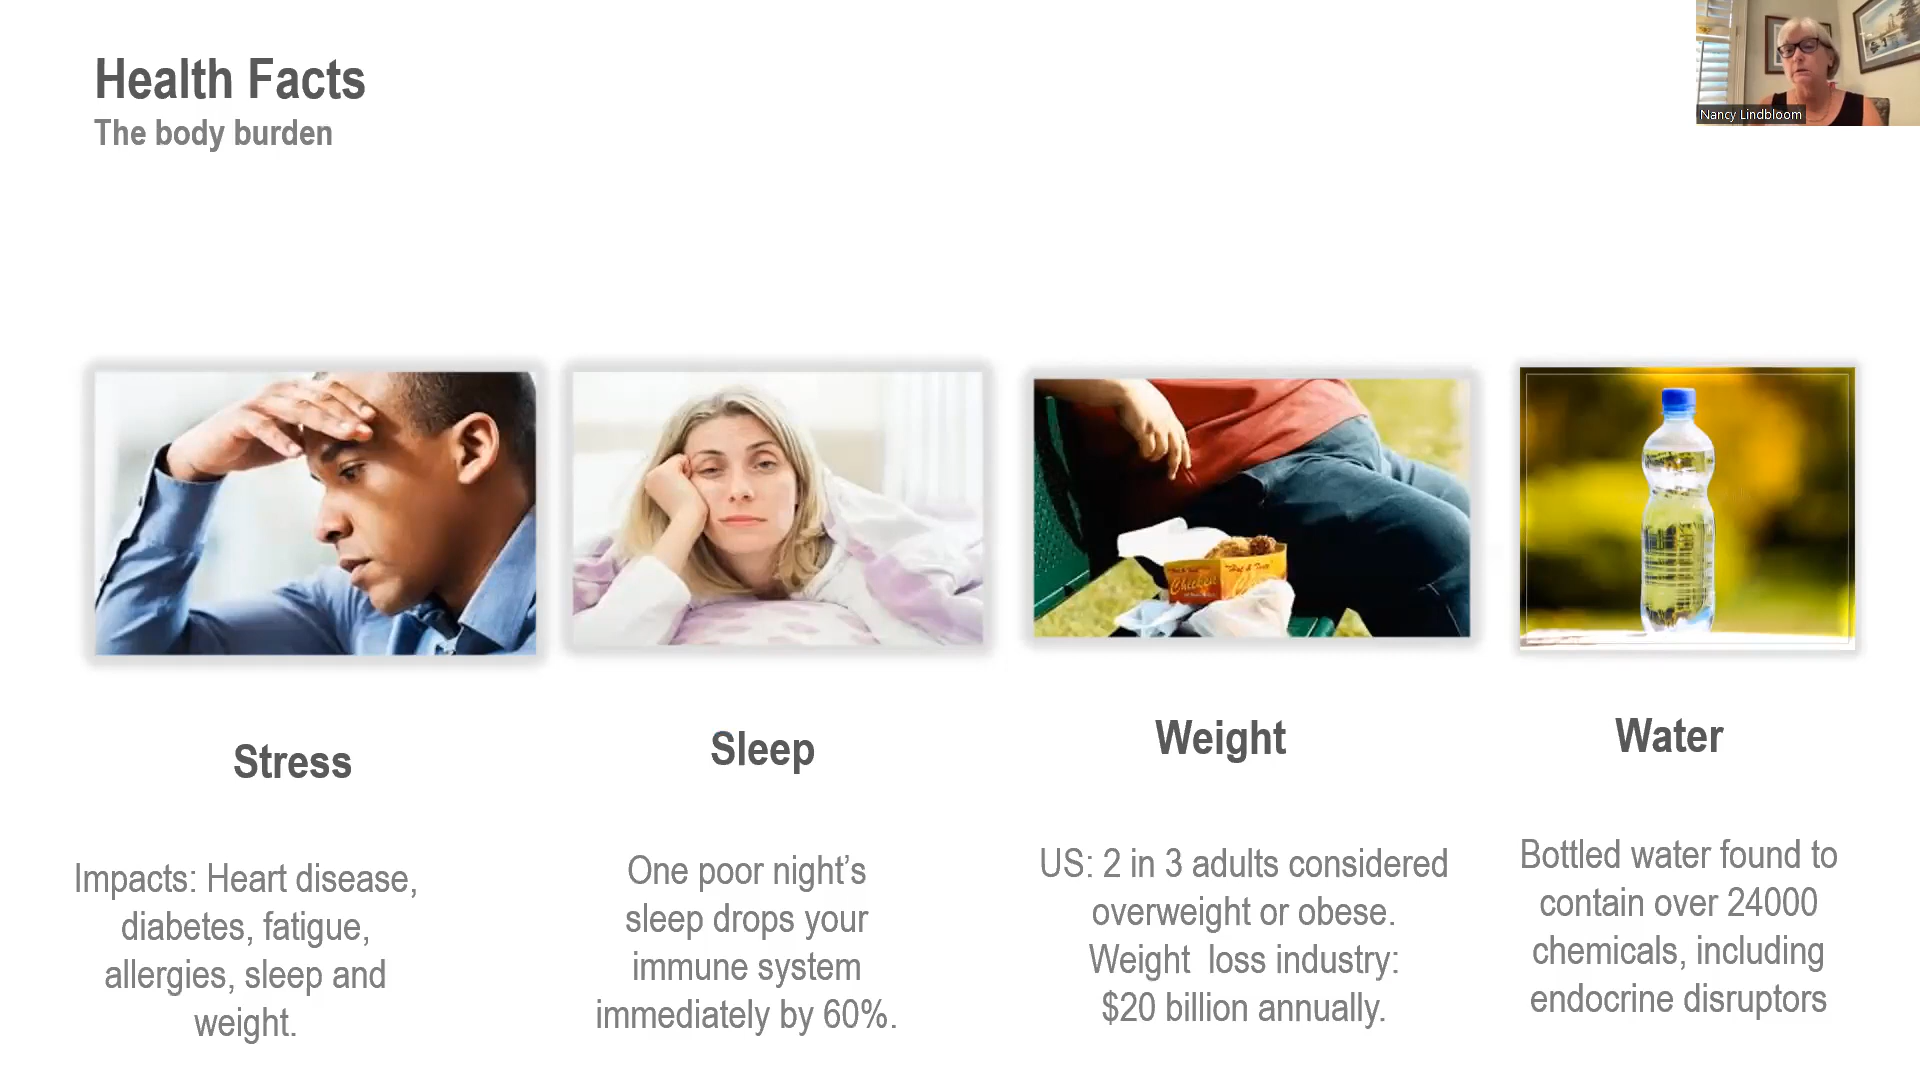 Health Facts
The body burden
Nancy Lindbloom
Chicken
Stress
Impacts: Heart disease,
diabetes, fatigue,
allergies, sleep and
weight.
Sleep
One poor night’s
sleep drops your
immune system
immediately by 60%.
Weight
US: 2 in 3 adults considered
overweight or obese.
Weight loss industry:
$20 billion annually.
Water
Bottled water found to
contain over 24000
chemicals, including
endocrine disruptors